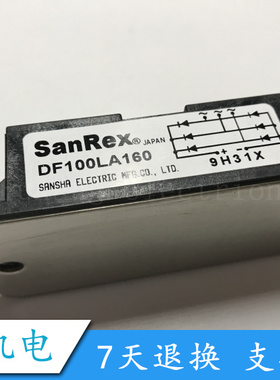 SanRex® JAPAN
DF100LA160
SANSHA ELECTRIC MFG.CO., LTD.
~ ~ ~
- +
9H31X
机电
7天退换 支